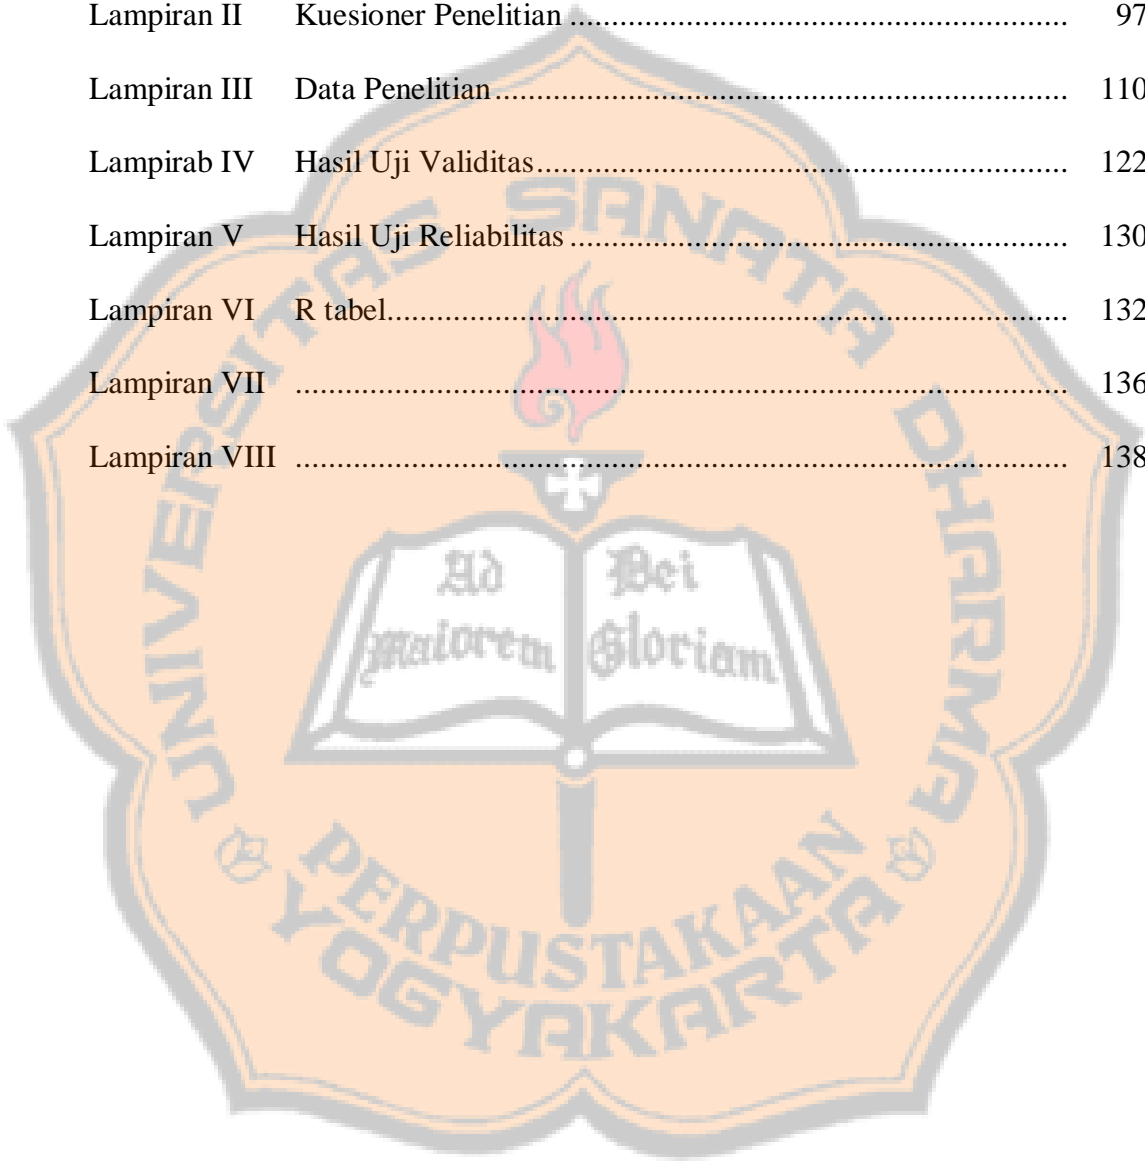 Lampiran II Kuesioner Penelitian ............................................................. 97
Lampiran III Data Penelitian ...................................................................... 110
Lampirab IV Hasil Uji Validitas ................................................................. 122
Lampiran V Hasil Uji Reliabilitas ............................................................. 130
Lampiran VI R tabel ................................................................................... 132
Lampiran VII .............................................................................................. 136
Lampiran VIII .............................................................................................. 138
UNIVERSITAS SANATA DHARMA
Ad Dei
maiorem Gloriam
PERPUSTAKAAN
YOGYAKARTA